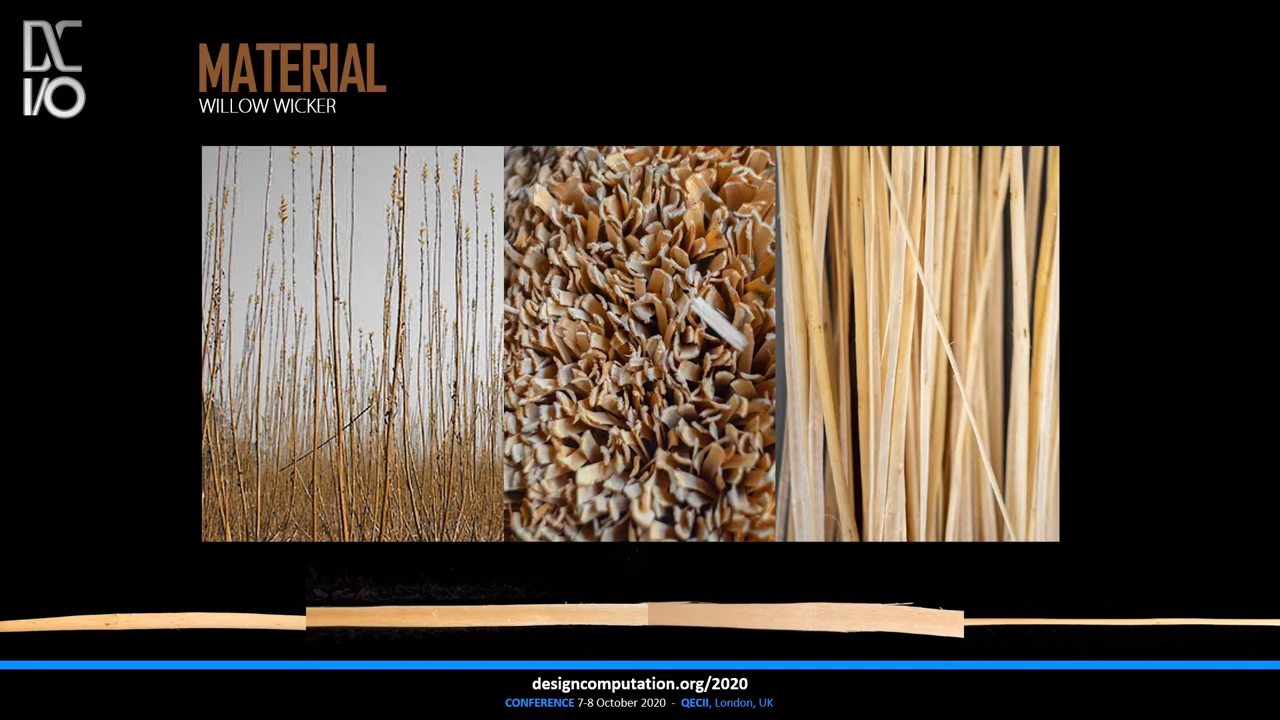 DC
I/O
MATERIAL
WILLOW WICKER
designcomputation.org/2020
CONFERENCE 7-8 October 2020 - QECII, London, UK